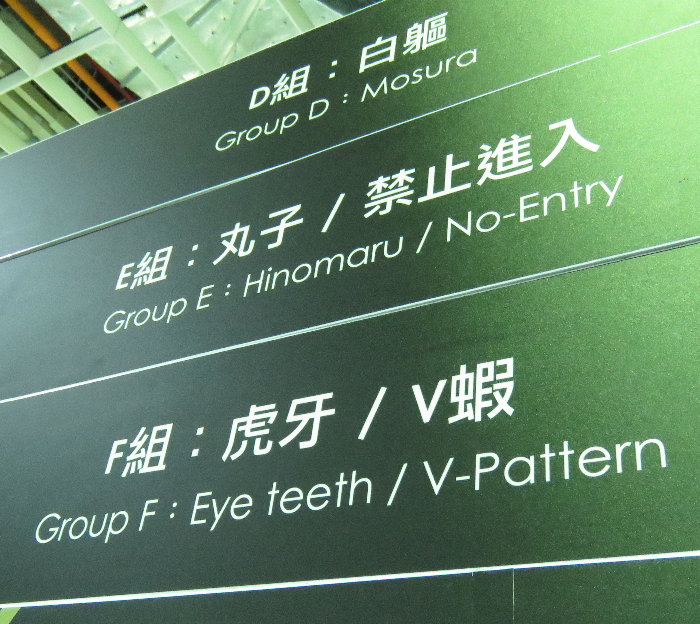 D組：白軀
Group D：Mosura
E組：丸子 / 禁止進入
Group E：Hinomaru / No-Entry
F組：虎牙 / V蝦
Group F：Eye teeth / V-Pattern